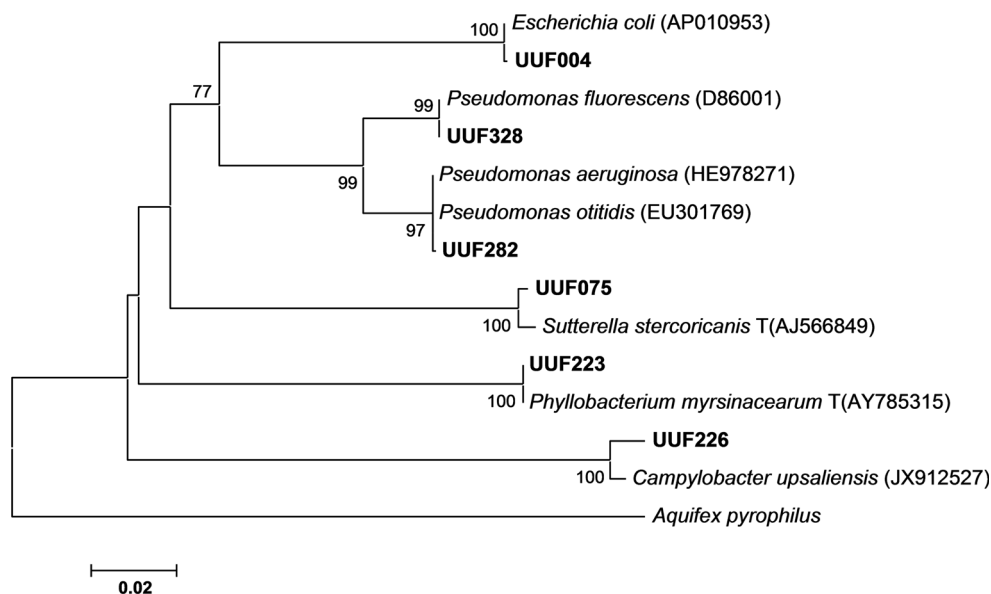 100 Escherichia coli (AP010953)
UUF004
77
99 Pseudomonas fluorescens (D86001)
UUF328
99 Pseudomonas aeruginosa (HE978271)
Pseudomonas otitidis (EU301769)
97 UUF282
UUF075
100 Sutterella stercoricanis T(AJ566849)
UUF223
100 Phyllobacterium myrsinacearum T(AY785315)
UUF226
100 Campylobacter upsaliensis (JX912527)
Aquifex pyrophilus
0.02